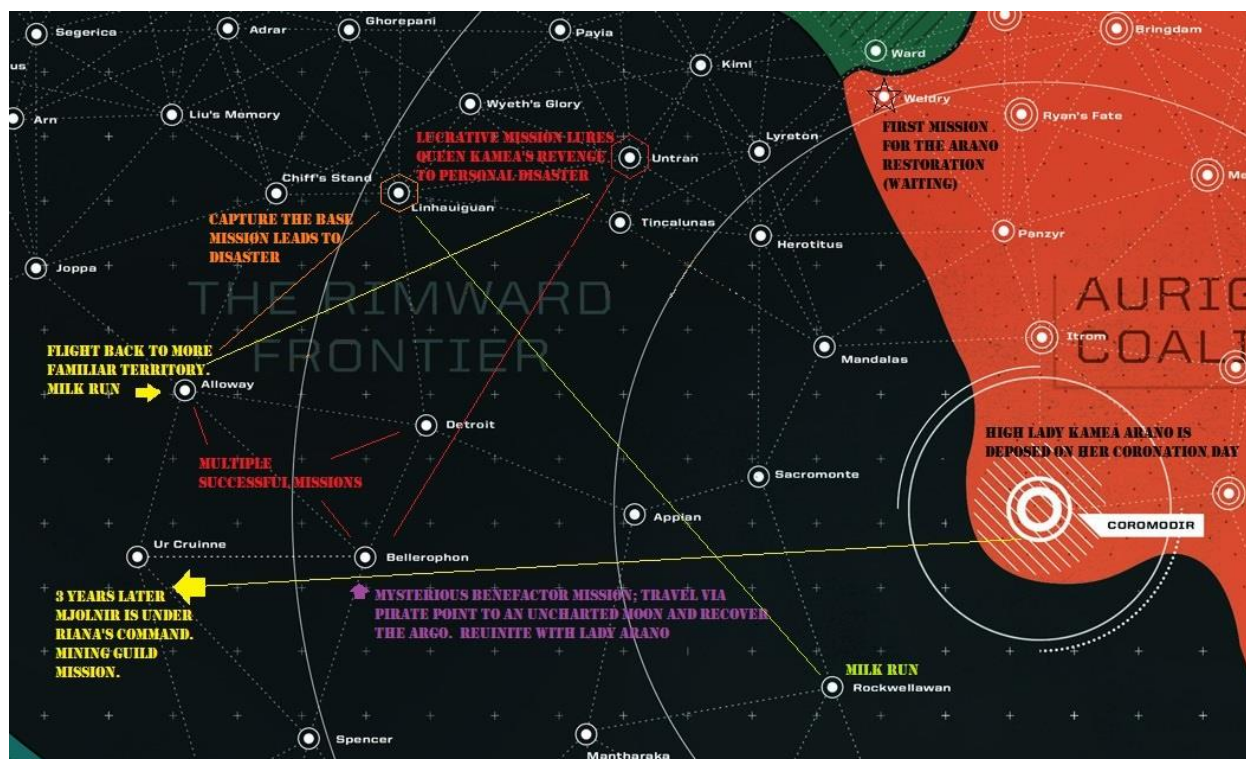 Segerica
Adrar
Ghorepani
Payia
Bringdam
us
Ward
Kimi
Arn
Liu's Memory
Wyeth's Glory
Weldry
Ryan's Fate
LUCRATIVE MISSION LURES
QUEEN KAMEA'S REVENGE
TO PERSONAL DISASTER
Untran
Lyreton
FIRST MISSION
FOR THE ARANO
RESTORATION
(WAITING)
Me
Chiff's Stand
Linhauiguan
CAPTURE THE BASE
MISSION LEADS TO
DISASTER
Tincalunas
Herotitus
Panzyr
Joppa
THE RIMWARD
FRONTIER
AURIG
COALI
Itrom
Mandalas
FLIGHT BACK TO MORE
FAMILIAR TERRITORY.
MILK RUN
Alloway
Detroit
HIGH LADY KAMEA ARANO IS
DEPOSED ON HER CORONATION DAY
MULTIPLE
SUCCESSFUL MISSIONS
Sacromonte
Appian
COROMODIR
Ur Cruinne
Bellerophon
3 YEARS LATER
MJOLNIR IS UNDER
RIANA'S COMMAND.
MINING GUILD
MISSION.
MYSTERIOUS BENEFACTOR MISSION; TRAVEL VIA
PIRATE POINT TO AN UNCHARTED MOON AND RECOVER
THE ARGO. REUINITE WITH LADY ARANO
MILK RUN
Rockwellawan
Spencer
Mantharaka